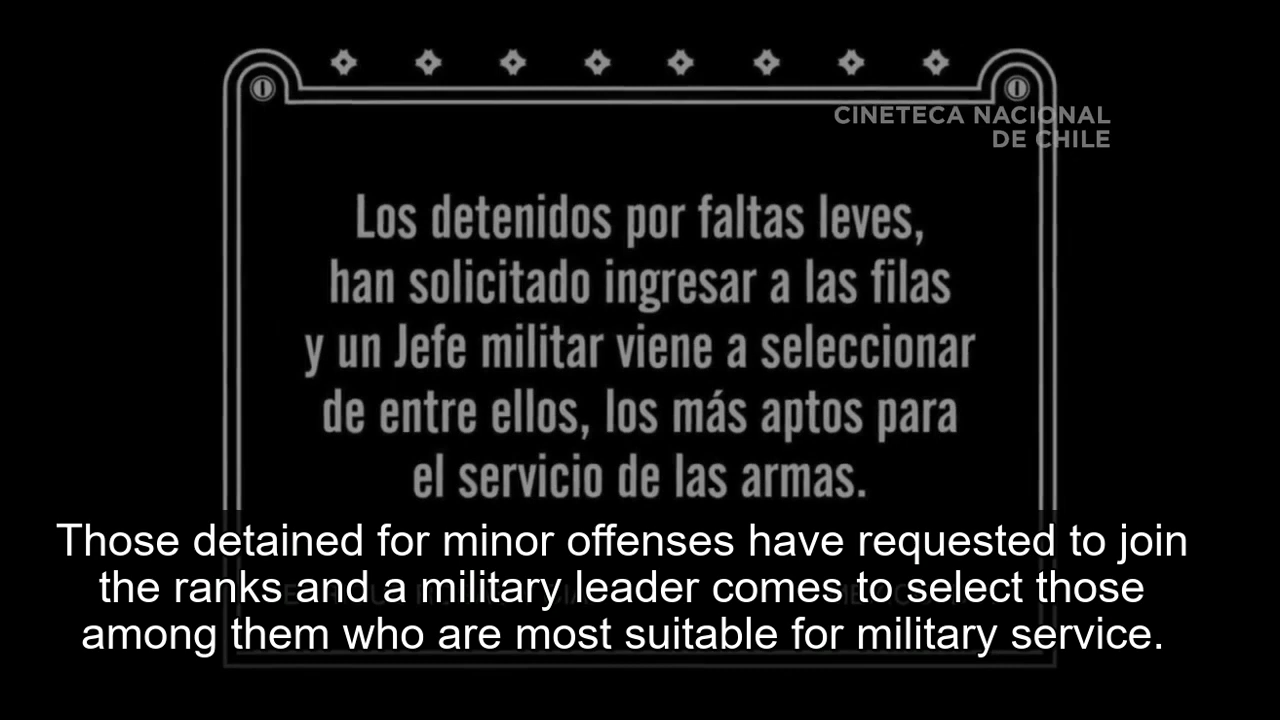 CINETECA NACIONAL
DE CHILE
Los detenidos por faltas leves,
han solicitado ingresar a las filas
y un Jefe militar viene a seleccionar
de entre ellos, los más aptos para
el servicio de las armas.
Those detained for minor offenses have requested to join
the ranks and a military leader comes to select those
among them who are most suitable for military service.